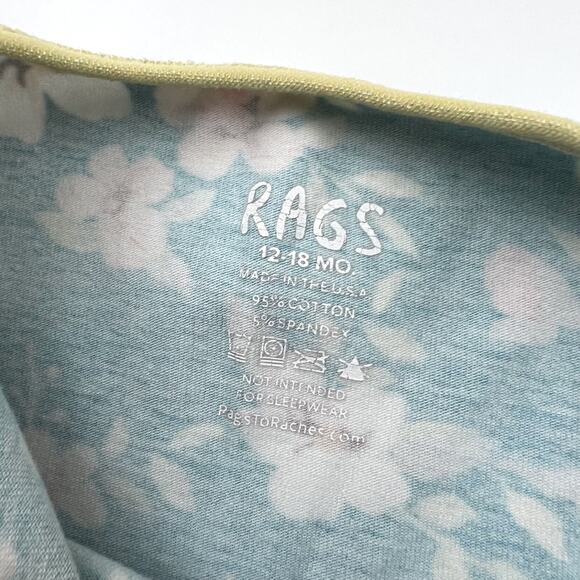 RAGS
12-18 MO.
MADE IN THE U.S.A.
95% COTTON
5% SPANDEX
NOT INTENDED
FOR SLEEPWEAR
RagsToRaches.com